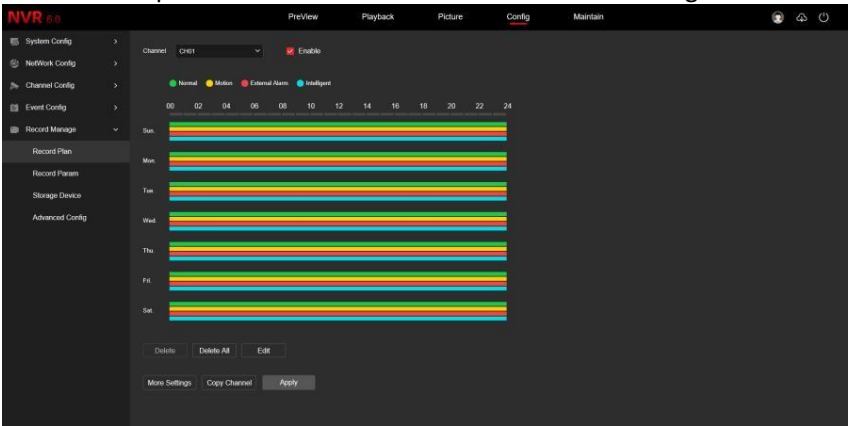 NVR 6.0
PreView Playback Picture Config Maintain
System Config
NetWork Config
Channel Config
Event Config
Record Manage
Record Plan
Record Param
Storage Device
Advanced Config
Channel CH01 Enable
Normal Motion External Alarm Intelligent
00 02 04 06 08 10 12 14 16 18 20 22 24
Sun.
Mon.
Tue.
Wed.
Thu.
Fri.
Sat.
Delete Delete All Edit
More Settings Copy Channel Apply